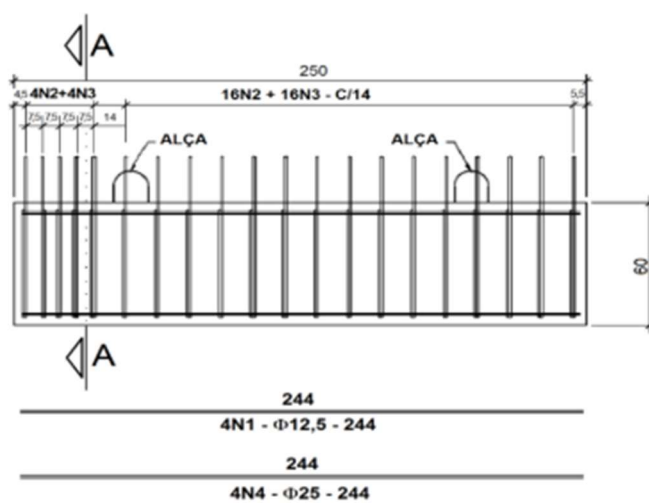 A
250
4,5 4N2+4N3 16N2 + 16N3 - C/14 5,5
7,5 7,5 7,5 7,5 14
ALÇA ALÇA
60
A
244
4N1 - Φ12,5 - 244
244
4N4 - Φ25 - 244